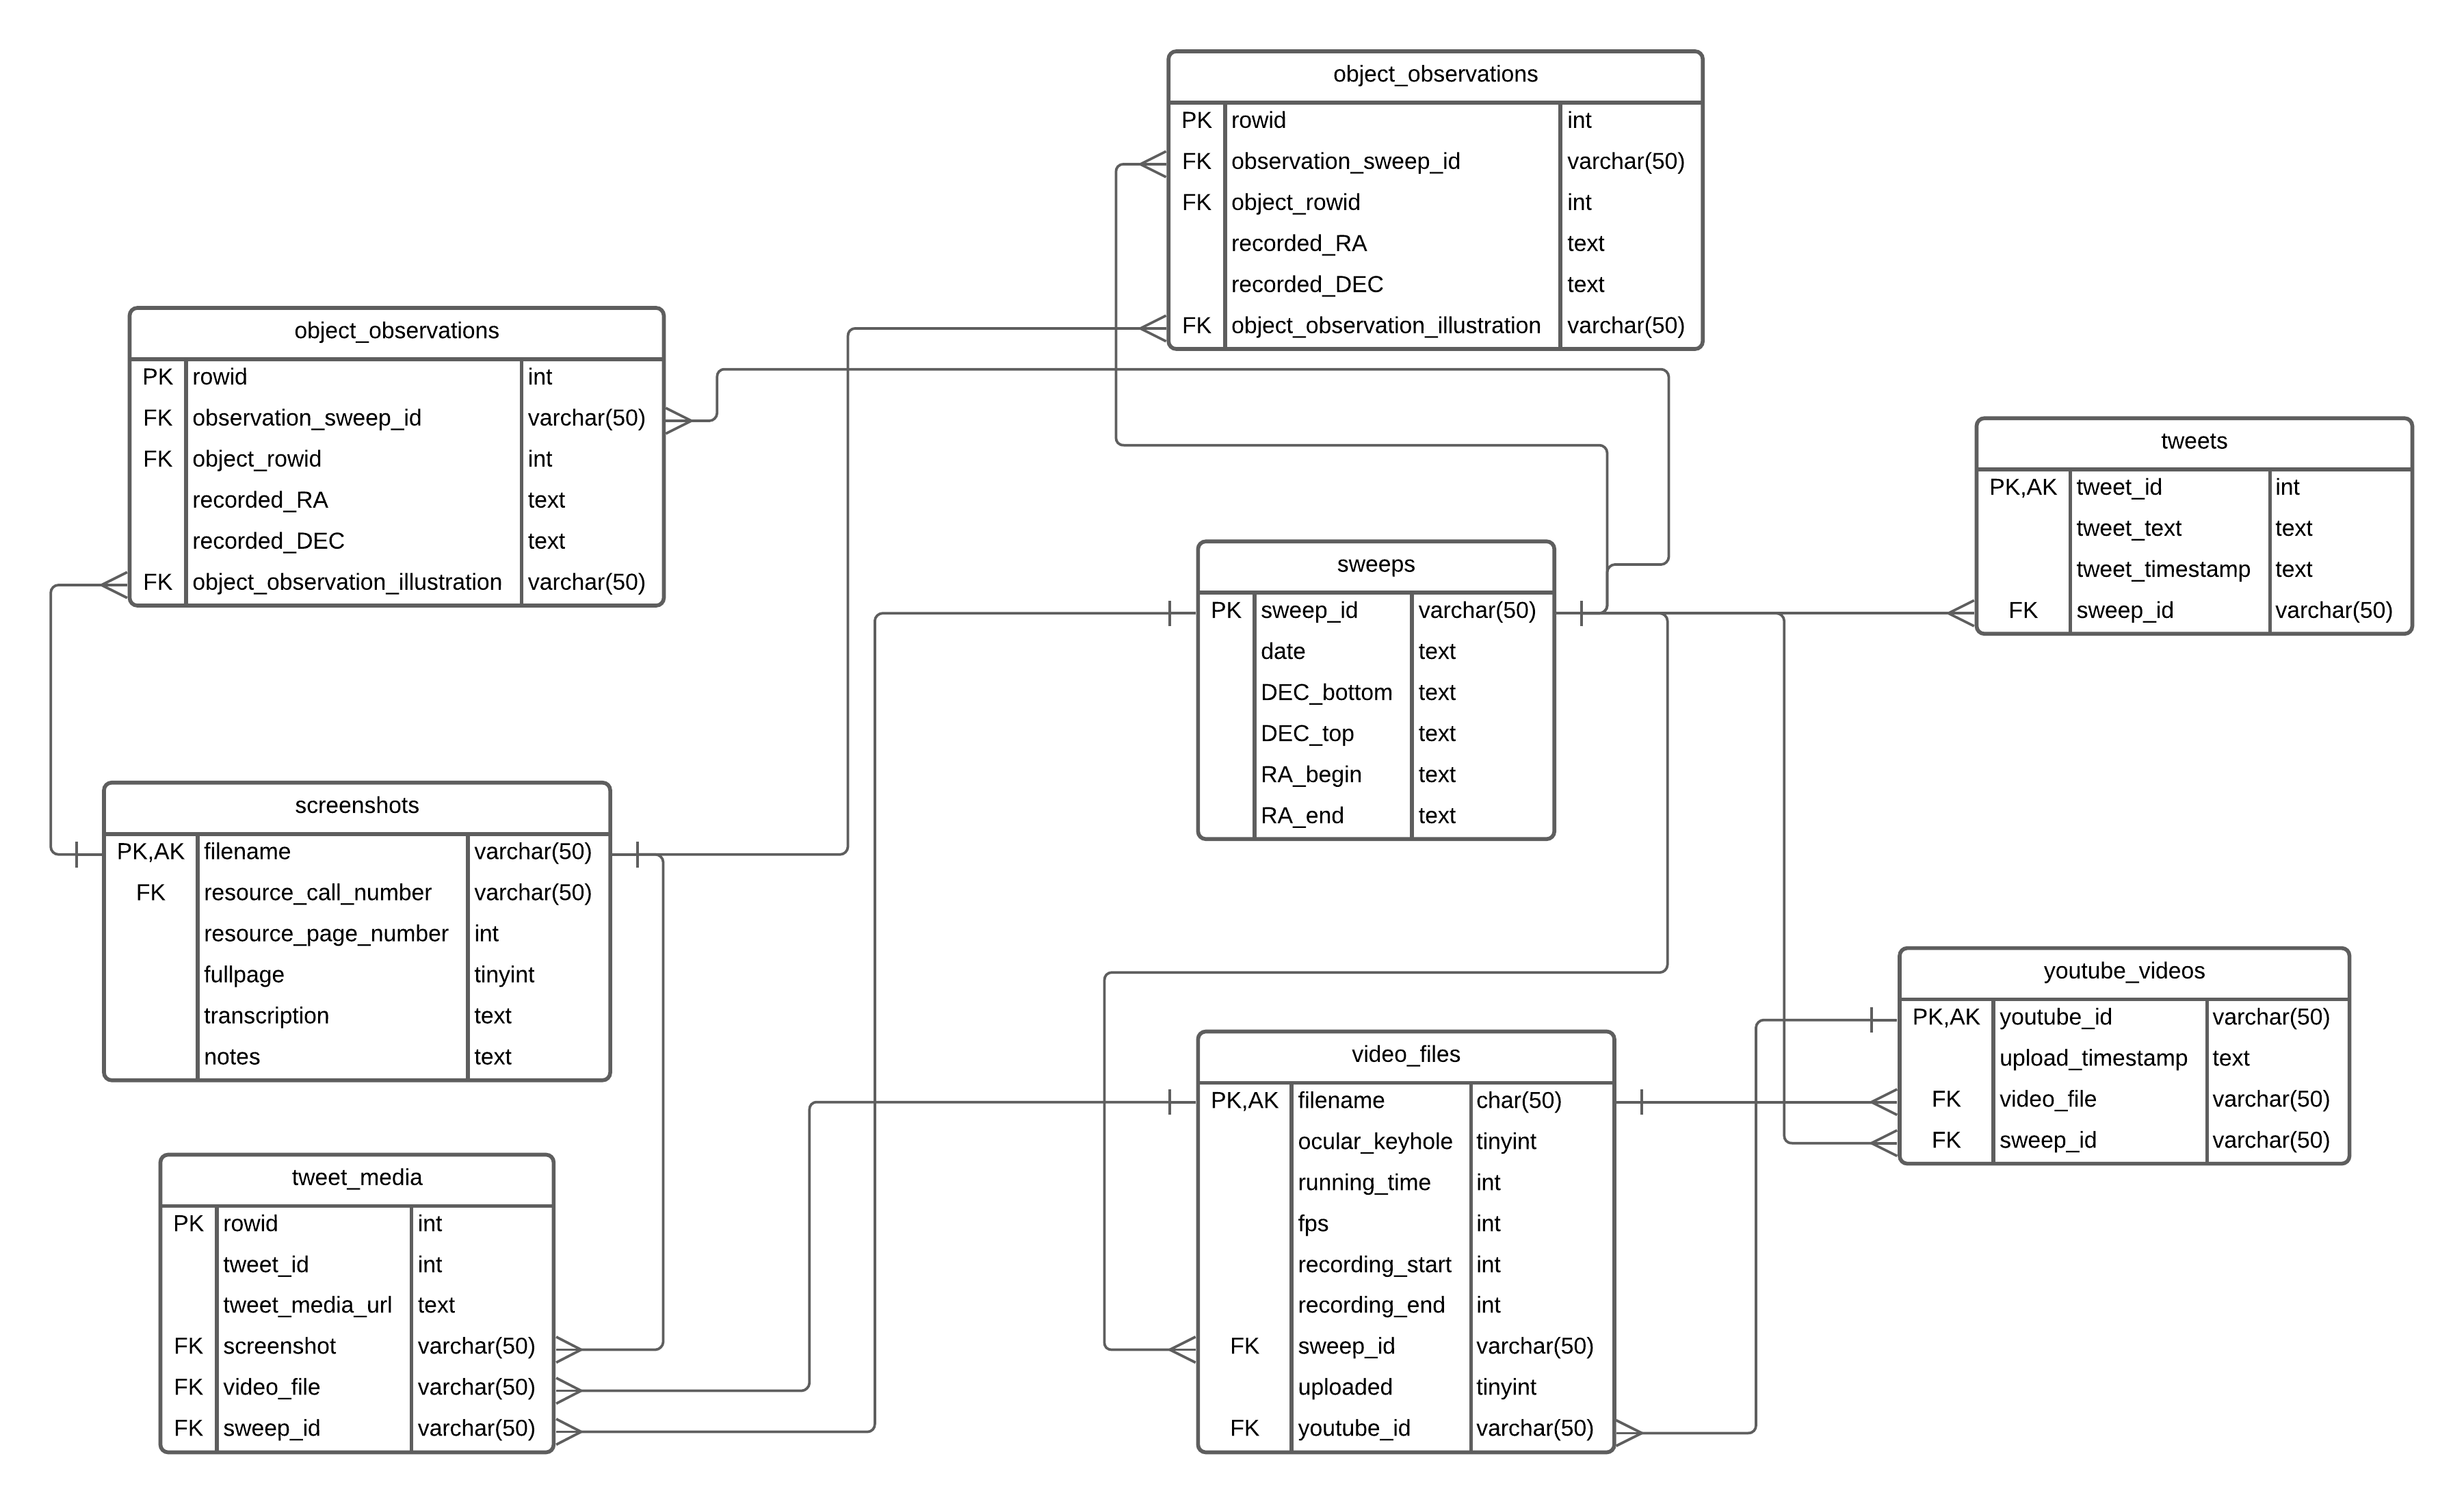 object_observations
PK rowid int
FK observation_sweep_id varchar(50)
FK object_rowid int
recorded_RA text
recorded_DEC text
FK object_observation_illustration varchar(50)
object_observations
PK rowid int
FK observation_sweep_id varchar(50)
FK object_rowid int
recorded_RA text
recorded_DEC text
FK object_observation_illustration varchar(50)
tweets
PK,AK tweet_id int
tweet_text text
tweet_timestamp text
FK sweep_id varchar(50)
sweeps
PK sweep_id varchar(50)
date text
DEC_bottom text
DEC_top text
RA_begin text
RA_end text
screenshots
PK,AK filename varchar(50)
FK resource_call_number varchar(50)
resource_page_number int
fullpage tinyint
transcription text
notes text
youtube_videos
PK,AK youtube_id varchar(50)
upload_timestamp text
FK video_file varchar(50)
FK sweep_id varchar(50)
video_files
PK,AK filename char(50)
ocular_keyhole tinyint
running_time int
fps int
recording_start int
recording_end int
FK sweep_id varchar(50)
uploaded tinyint
FK youtube_id varchar(50)
tweet_media
PK rowid int
tweet_id int
tweet_media_url text
FK screenshot varchar(50)
FK video_file varchar(50)
FK sweep_id varchar(50)